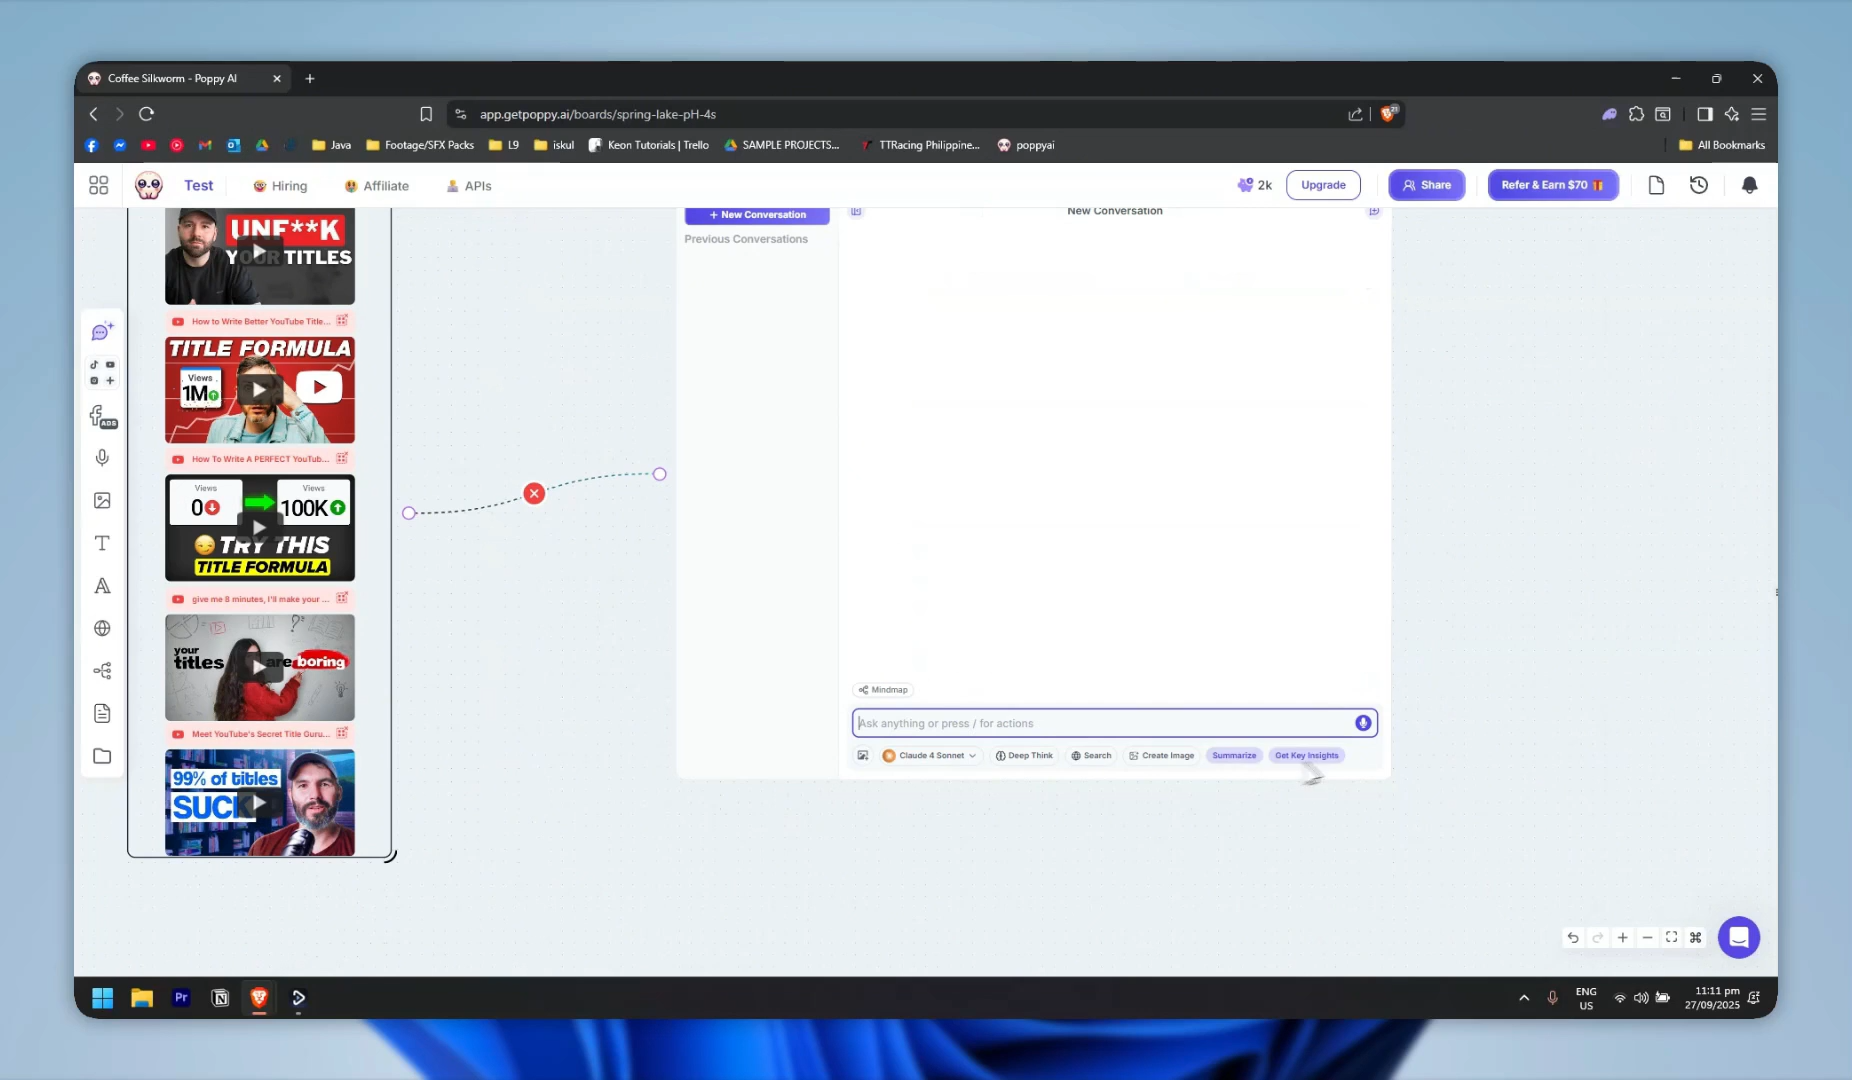 Coffee Silkworm - Poppy AI
app.getpoppy.ai/boards/spring-lake-pH-4s
21
Java
Footage/SFX Packs
L9
iskul
Keon Tutorials | Trello
SAMPLE PROJECTS...
TTRacing Philippine...
poppyai
All Bookmarks
Test
Hiring
Affiliate
APIs
2k
Upgrade
Share
Refer & Earn $70
UNF**K
YOUR TITLES
How to Write Better YouTube Title...
TITLE FORMULA
Views
1M
How To Write A PERFECT YouTub...
Views
0
Views
100K
TRY THIS
TITLE FORMULA
give me 8 minutes, I'll make your ...
your
titles are boring
Meet YouTube's Secret Title Guru...
99% of titles
SUCK
ADS
+ New Conversation
Previous Conversations
New Conversation
Mindmap
Ask anything or press / for actions
Claude 4 Sonnet
Deep Think
Search
Create Image
Summarize
Get Key Insights
Pr
ENG
US
11:11 pm
27/09/2025